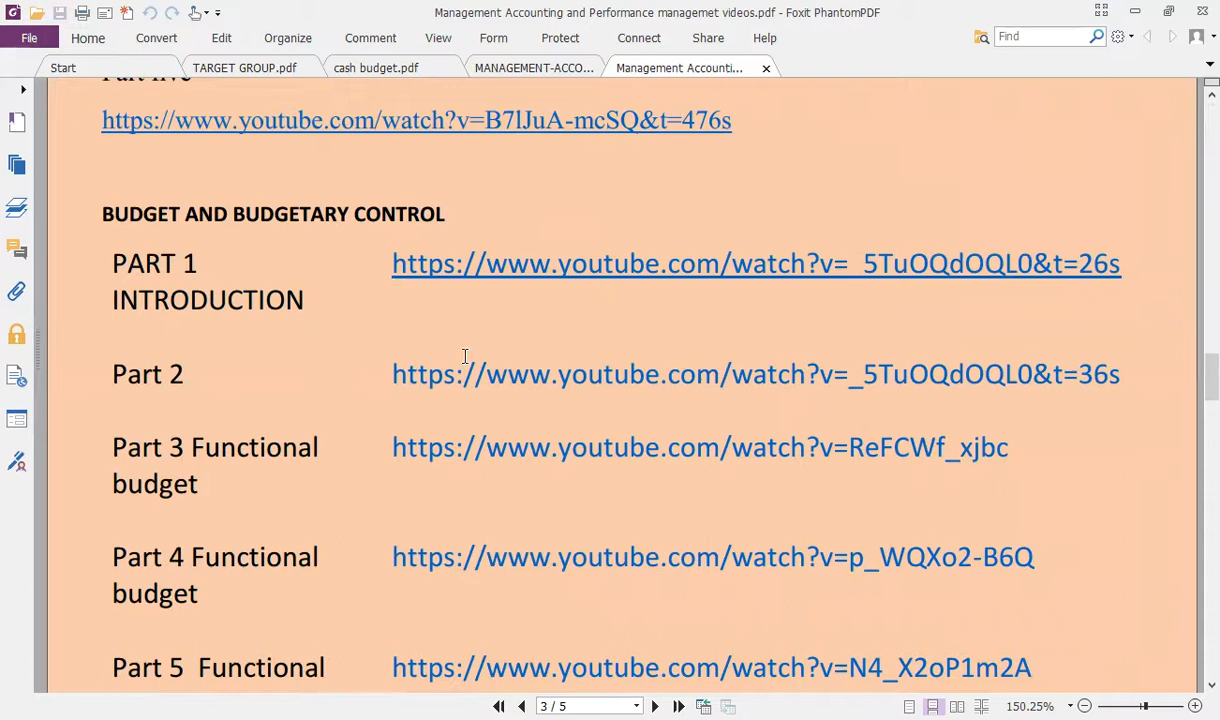 Management Accounting and Performance managemet videos.pdf - Foxit PhantomPDF
File Home Convert Edit Organize Comment View Form Protect Connect Share Help Find
Start TARGET GROUP.pdf cash budget.pdf MANAGEMENT-ACCO... Management Accounti...
Part five
https://www.youtube.com/watch?v=B7lJuA-mcSQ&t=476s
BUDGET AND BUDGETARY CONTROL
PART 1 https://www.youtube.com/watch?v=_5TuOQdOQL0&t=26s
INTRODUCTION
Part 2 https://www.youtube.com/watch?v=_5TuOQdOQL0&t=36s
Part 3 Functional https://www.youtube.com/watch?v=ReFCWf_xjbc
budget
Part 4 Functional https://www.youtube.com/watch?v=p_WQXo2-B6Q
budget
Part 5 Functional https://www.youtube.com/watch?v=N4_X2oP1m2A
3 / 5 150.25%